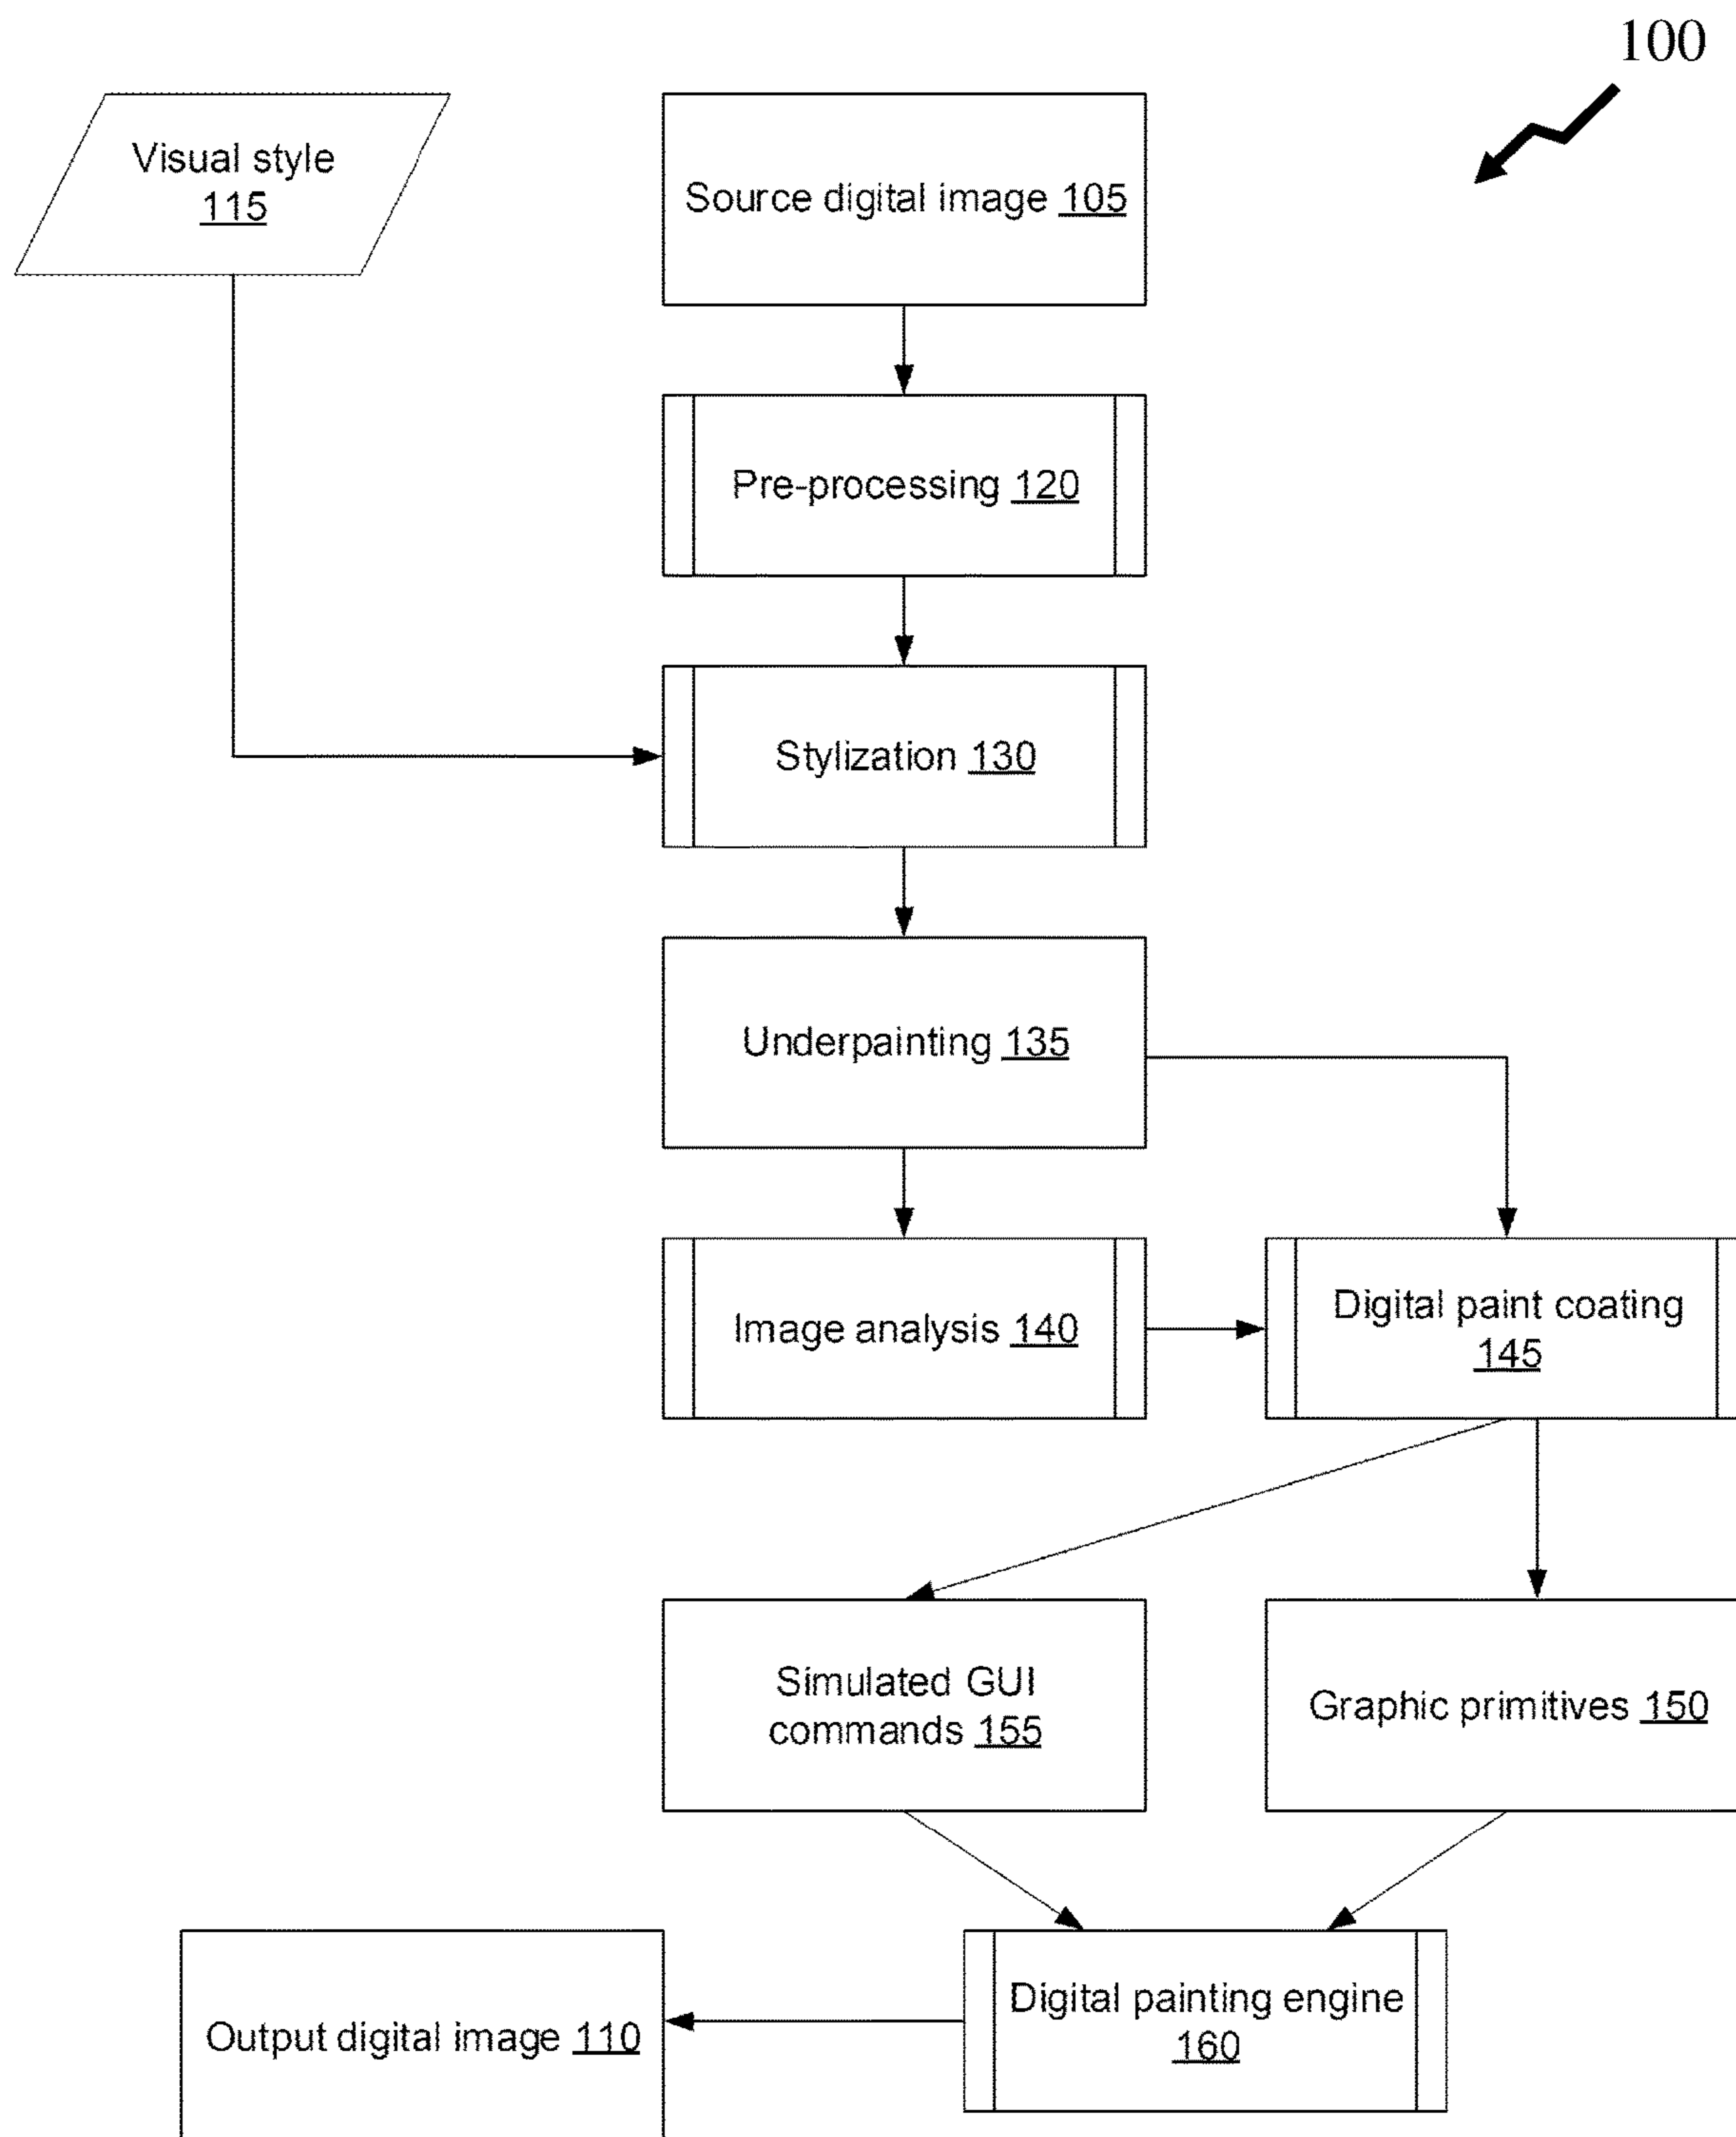 100
Visual style
115
Source digital image 105
Pre-processing 120
Stylization 130
Underpainting 135
Image analysis 140
Digital paint coating
145
Simulated GUI
commands 155
Graphic primitives 150
Digital painting engine
160
Output digital image 110